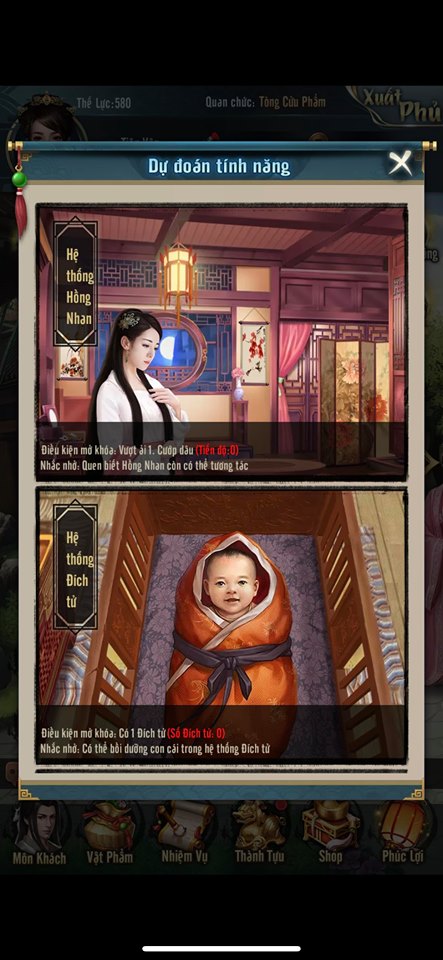 Thế Lực:580
Quan chức: Tòng Cửu Phẩm
Xuất Phủ
Dự đoán tính năng
Hệ
thống
Hồng
Nhan
Điều kiện mở khóa: Vượt ải 1. Cướp dâu (Tiến độ:0)
Nhắc nhở: Quen biết Hồng Nhan còn có thể tương tác
Hệ
thống
Đích
tử
Điều kiện mở khóa: Có 1 Đích tử (Số Đích tử: 0)
Nhắc nhở: Có thể bồi dưỡng con cái trong hệ thống Đích tử
Môn Khách
Vật Phẩm
Nhiệm Vụ
Thành Tựu
Shop
Phúc Lợi